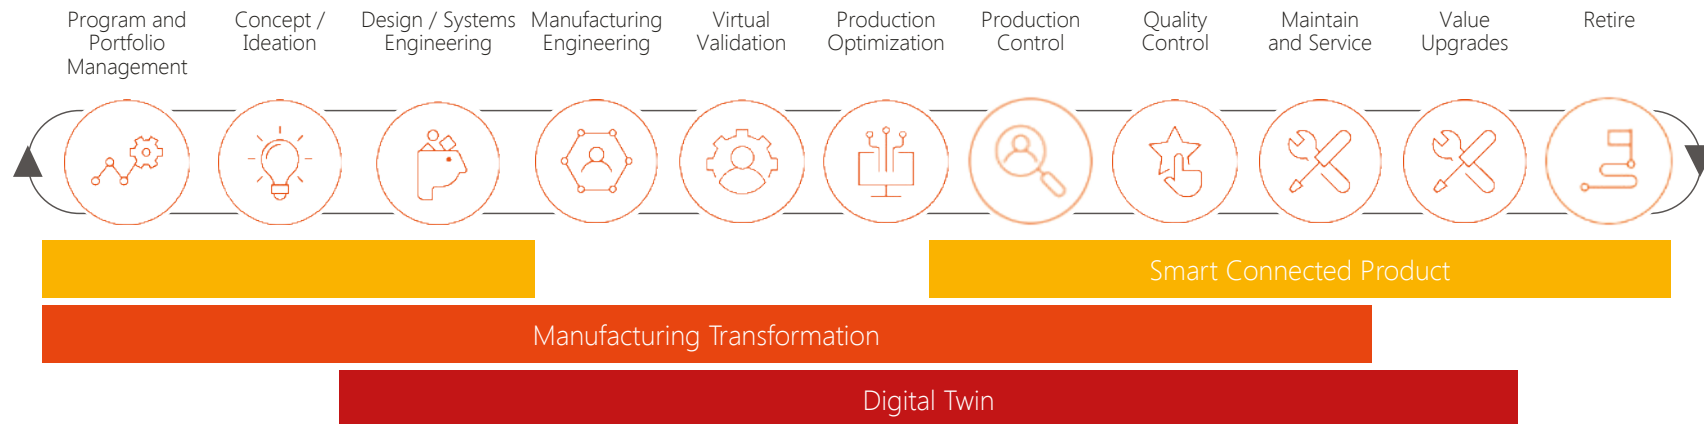 Program and
Portfolio
Management
Concept /
Ideation
Design / Systems
Engineering
Manufacturing
Engineering
Virtual
Validation
Production
Optimization
Production
Control
Quality
Control
Maintain
and Service
Value
Upgrades
Retire
Smart Connected Product
Manufacturing Transformation
Digital Twin